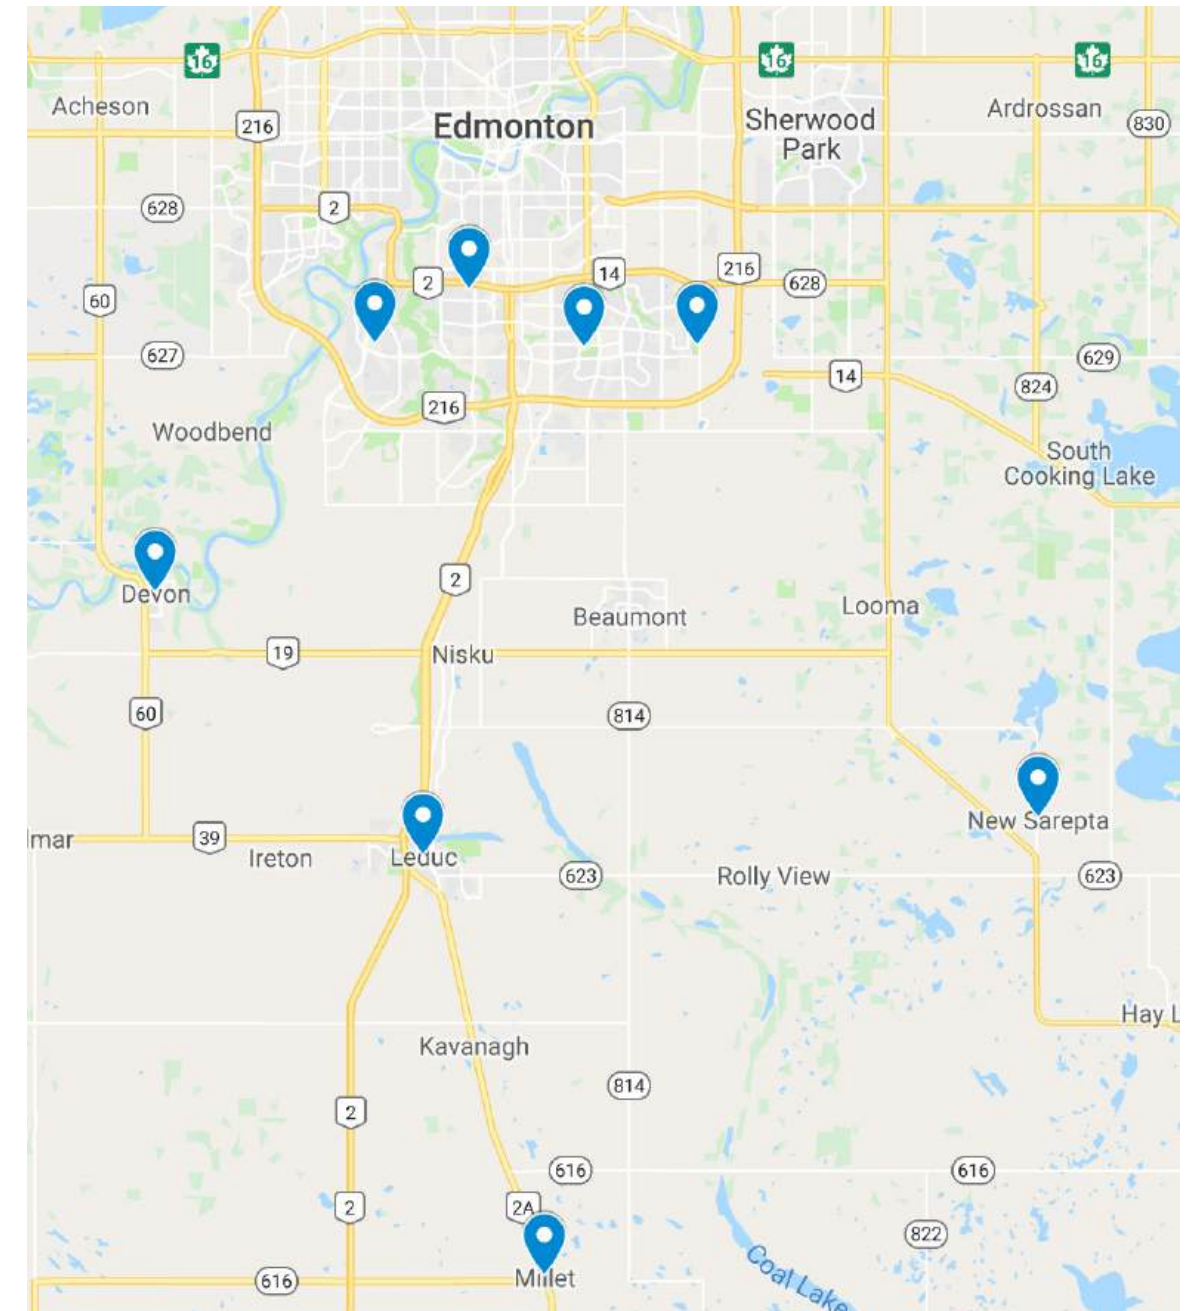 16
16
16
Acheson
216
Edmonton
Sherwood
Park
Ardrossan
830
628
2
60
2
14
216
628
627
629
14
824
216
Woodbend
South
Cooking Lake
2
Devon
Beaumont
Looma
19
Nisku
60
814
New Sarepta
lmar
39
Ireton
Leduc
623
Rolly View
623
Hay L
Kavanagh
2
814
616
616
2
2A
822
616
Millet
Coal Lake